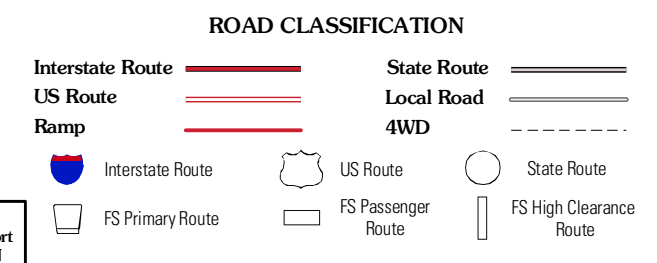 ROAD CLASSIFICATION
Interstate Route
State Route
US Route
Local Road
Ramp
4WD
Interstate Route
US Route
State Route
FS Primary Route
FS Passenger
Route
FS High Clearance
Route